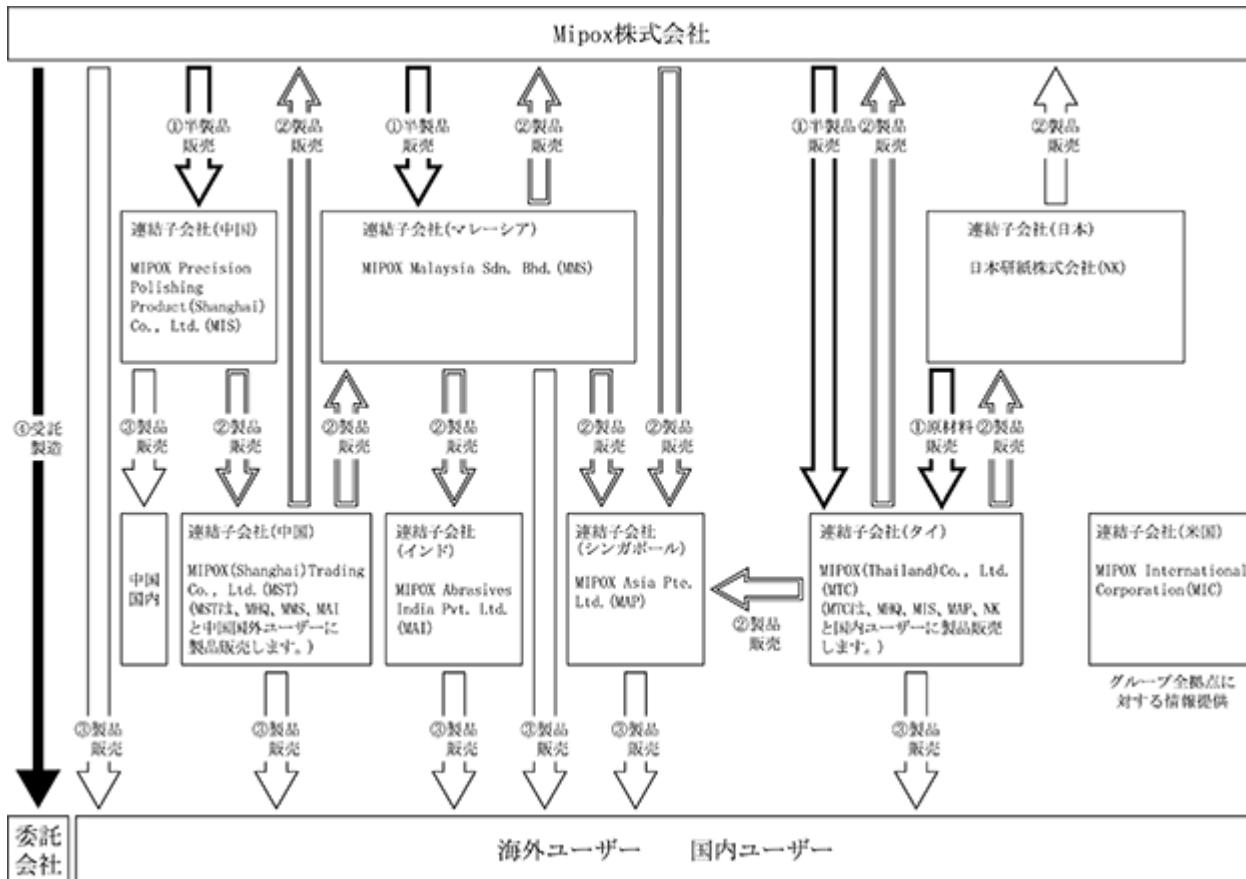 Mipox株式会社
①半製品
販売
②製品
販売
①半製品
販売
②製品
販売
①半製品
販売
②製品
販売
②製品
販売
連結子会社(中国)
MIPOX Precision
Polishing
Product(Shanghai)
Co., Ltd.(MIS)
連結子会社(マレーシア)
MIPOX Malaysia Sdn. Bhd.(MMS)
連結子会社(日本)
日本研紙株式会社(NK)
④受託
製造
③製品
販売
②製品
販売
②製品
販売
②製品
販売
②製品
販売
②製品
販売
①原材料
販売
②製品
販売
中国
国内
連結子会社(中国)
MIPOX(Shanghai)Trading
Co., Ltd.(MST)
(MSTは、MHQ、MMS、MAI
と中国国外ユーザーに
製品販売します。)
連結子会社
(インド)
MIPOX Abrasives
India Pvt. Ltd.
(MAI)
連結子会社
(シンガポール)
MIPOX Asia Pte.
Ltd.(MAP)
②製品
販売
連結子会社(タイ)
MIPOX(Thailand)Co., Ltd.
(MTC)
(MTCは、MHQ、MIS、MAP、NK
と国内ユーザーに製品販売
します。)
連結子会社(米国)
MIPOX International
Corporation(MIC)
グループ全拠点に
対する情報提供
③製品
販売
③製品
販売
③製品
販売
③製品
販売
③製品
販売
③製品
販売
委託
会社
海外ユーザー 国内ユーザー